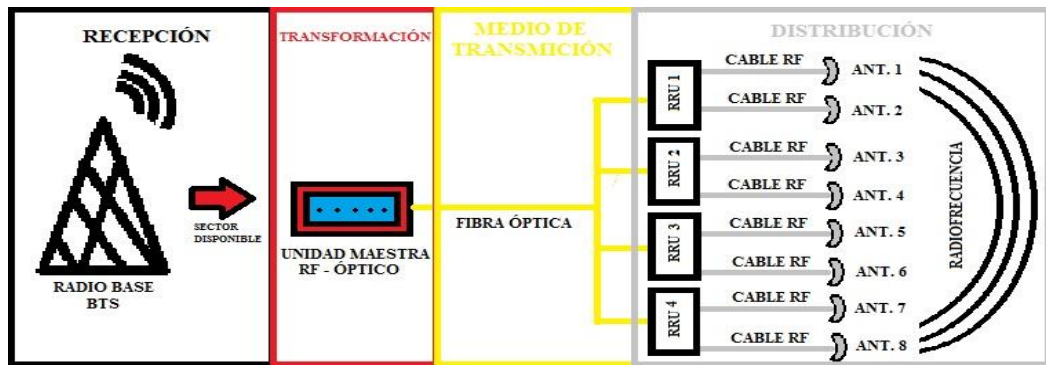 RECEPCIÓN
SECTOR
DISPONIBLE
RADIO BASE
BTS
TRANSFORMACIÓN
UNIDAD MAESTRA
RF - ÓPTICO
MEDIO DE
TRANSMICIÓN
FIBRA ÓPTICA
DISTRIBUCIÓN
RRU 1
CABLE RF
ANT. 1
CABLE RF
ANT. 2
RRU 2
CABLE RF
ANT. 3
CABLE RF
ANT. 4
RRU 3
CABLE RF
ANT. 5
CABLE RF
ANT. 6
RRU 4
CABLE RF
ANT. 7
CABLE RF
ANT. 8
RADIOFRECUENCIA